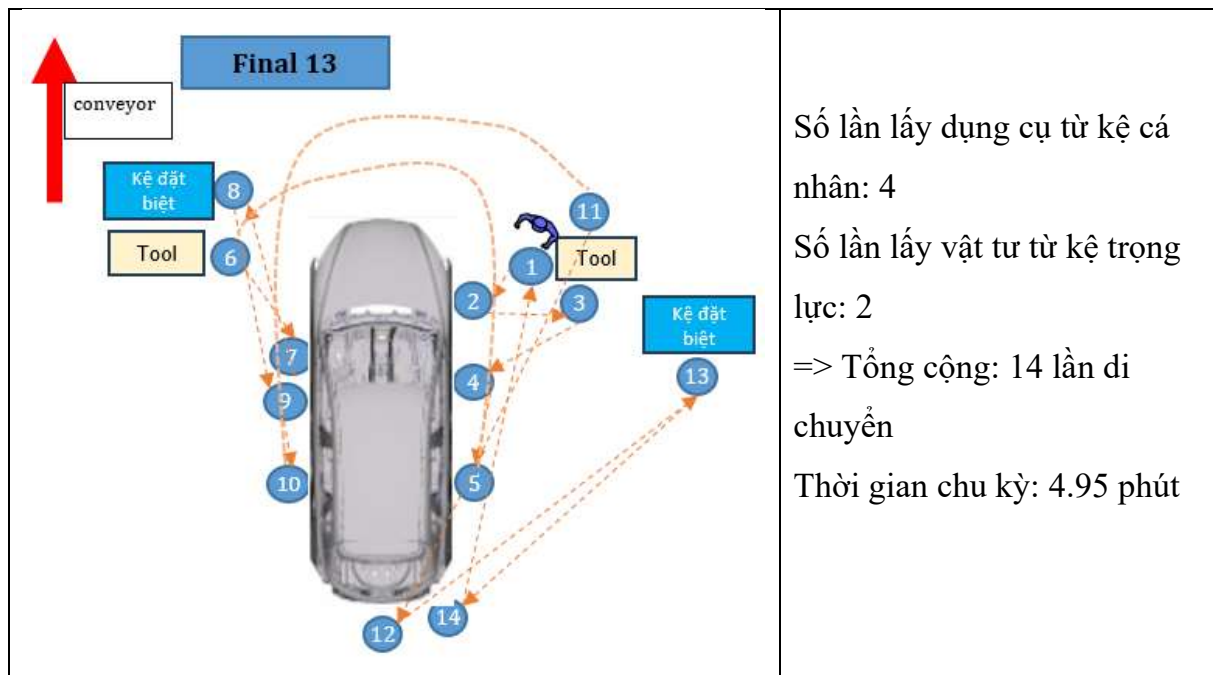 Final 13
conveyor
Kệ đặt
biệt
8
11
Tool
6
1
Tool
2
3
Kệ đặt
biệt
7
4
13
9
10
5
12
14
Số lần lấy dụng cụ từ kệ cá
nhân: 4
Số lần lấy vật tư từ kệ trọng
lực: 2
=> Tổng cộng: 14 lần di
chuyển
Thời gian chu kỳ: 4.95 phút